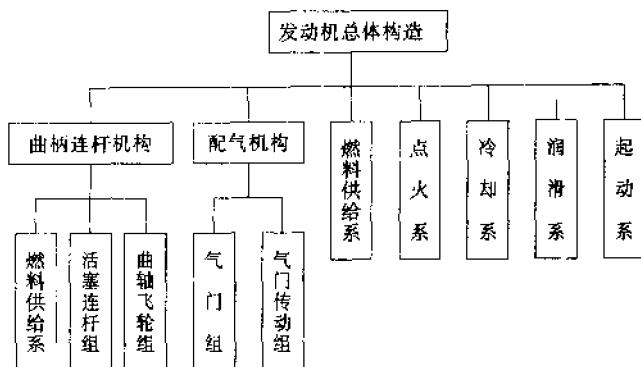 发动机总体构造
曲柄连杆机构
配气机构
燃料供给系
点火系
冷却系
润滑系
起动系
燃料供给系
活塞连杆组
曲轴飞轮组
气门组
气门传动组